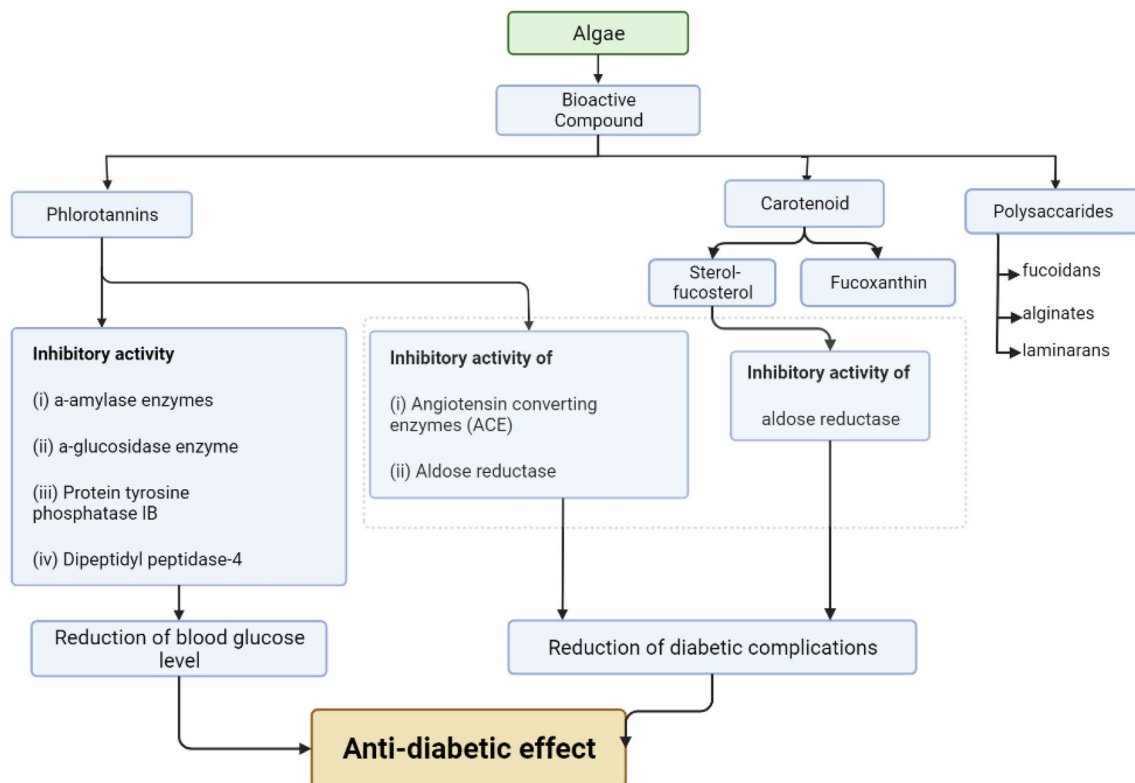 Algae
Bioactive
Compound
Phlorotannins
Carotenoid
Polysaccarides
Sterol-
fucosterol
Fucoxanthin
fucoidans
alginates
laminarans
Inhibitory activity
(i) a-amylase enzymes
(ii) a-glucosidase enzyme
(iii) Protein tyrosine
phosphatase IB
(iv) Dipeptidyl peptidase-4
Inhibitory activity of
(i) Angiotensin converting
enzymes (ACE)
(ii) Aldose reductase
Inhibitory activity of
aldose reductase
Reduction of blood glucose
level
Reduction of diabetic complications
Anti-diabetic effect